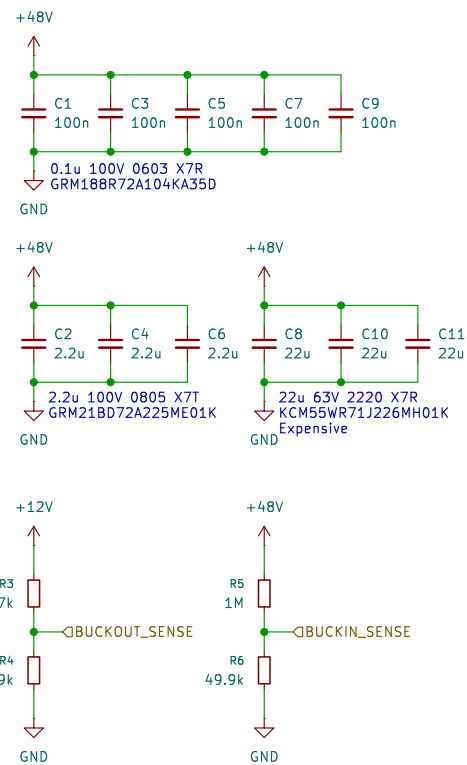 +48V
C1 C3 C5 C7 C9
100n 100n 100n 100n 100n
0.1u 100V 0603 X7R
GRM188R72A104KA35D
GND
+48V +48V
C2 C4 C6 C8 C10 C11
2.2u 2.2u 2.2u 22u 22u 22u
2.2u 100V 0805 X7T 22u 63V 2220 X7R
GRM21BD72A225ME01K KCM55WR71J226MH01K
Expensive
GND GND
+12V +48V
R3 R5
7k 1M
BUCKOUT_SENSE BUCKIN_SENSE
R4 R6
9k 49.9k
GND GND